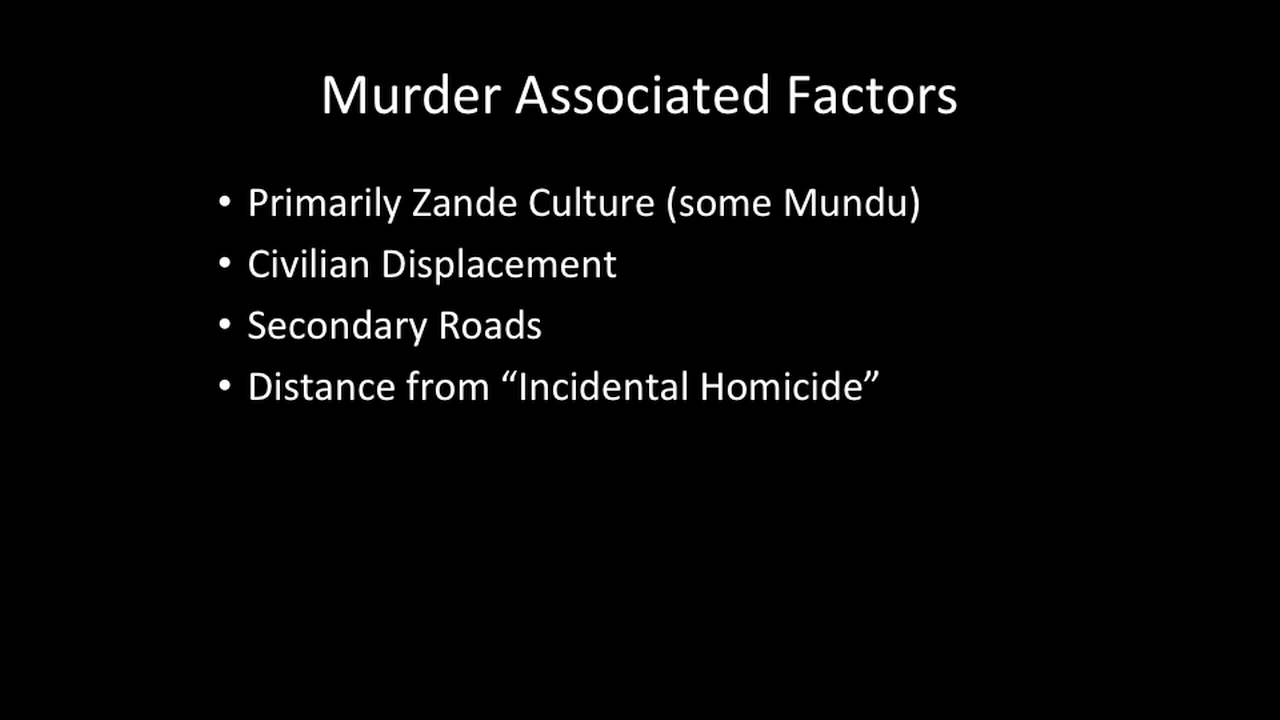 Murder Associated Factors
• Primarily Zande Culture (some Mundu)
• Civilian Displacement
• Secondary Roads
• Distance from “Incidental Homicide”